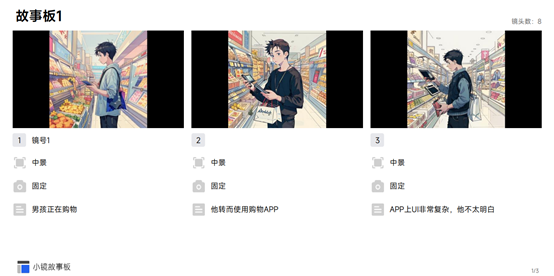 故事板1
镜头数：8
1 镜号1
2
3
中景
中景
中景
固定
固定
固定
男孩正在购物
他转而使用购物APP
APP上UI非常复杂，他不太明白
小镜故事板
1/3